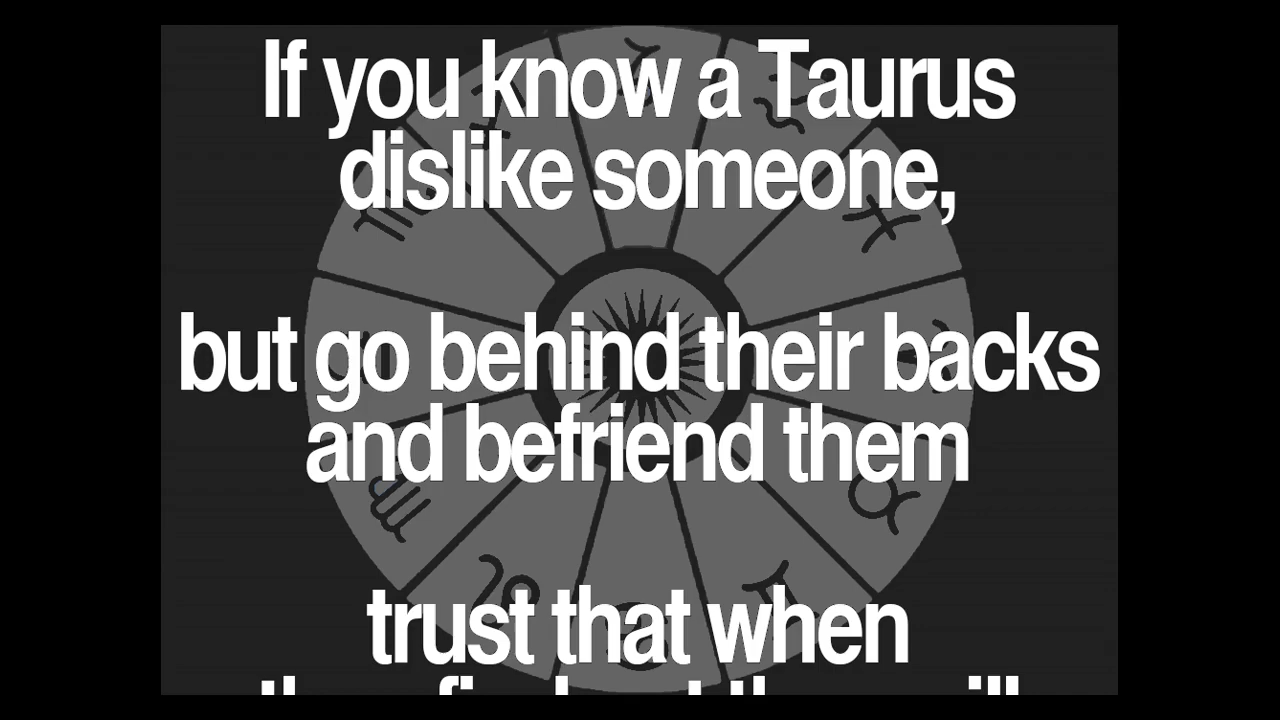 If you know a Taurus
dislike someone,
but go behind their backs
and befriend them
trust that when